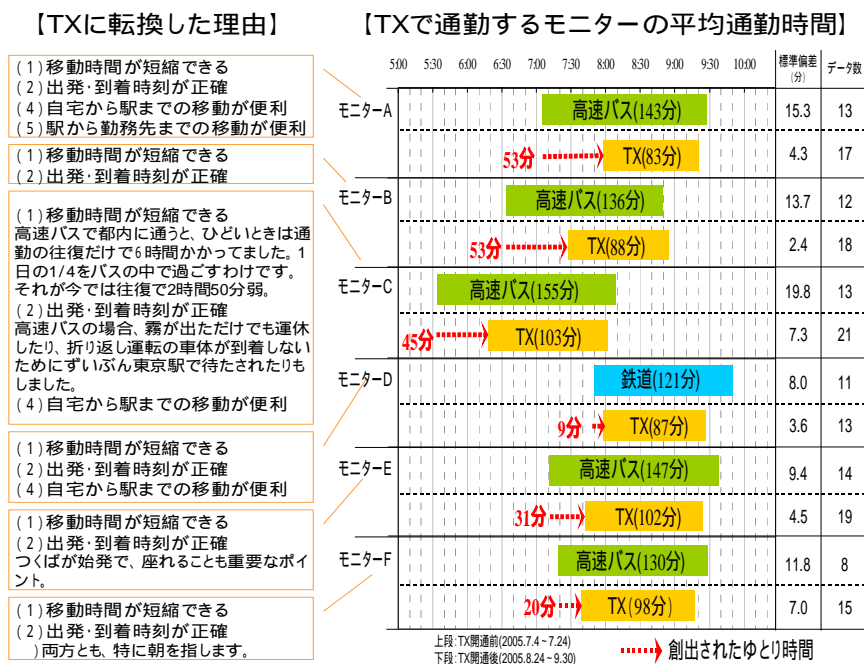 【TXに転換した理由】
【TXで通勤するモニターの平均通勤時間】
(1)移動時間が短縮できる
(2)出発・到着時刻が正確
(4)自宅から駅までの移動が便利
(5)駅から勤務先までの移動が便利
(1)移動時間が短縮できる
(2)出発・到着時刻が正確
(1)移動時間が短縮できる
高速バスで都内に通うと、ひどいときは通
勤の往復だけで6時間かかってました。1
日の1/4をバスの中で過ごすわけです。
それが今では往復で2時間50分弱。
(2)出発・到着時刻が正確
高速バスの場合、霧が出ただけでも運休
したり、折り返し運転の車体が到着しない
ためにずいぶん東京駅で待たされたりも
しました。
(4)自宅から駅までの移動が便利
(1)移動時間が短縮できる
(2)出発・到着時刻が正確
(4)自宅から駅までの移動が便利
(1)移動時間が短縮できる
(2)出発・到着時刻が正確
つくばが始発で、座れることも重要なポイ
ント。
(1)移動時間が短縮できる
(2)出発・到着時刻が正確
)両方とも、特に朝を指します。
5:00 5:30 6:00 6:30 7:00 7:30 8:00 8:30 9:00 9:30 10:00 標準偏差(分) データ数
モニターA 高速バス(143分) 15.3 13
53分 TX(83分) 4.3 17
モニターB 高速バス(136分) 13.7 12
53分 TX(88分) 2.4 18
モニターC 高速バス(155分) 19.8 13
45分 TX(103分) 7.3 21
モニターD 鉄道(121分) 8.0 11
9分 TX(87分) 3.6 13
モニターE 高速バス(147分) 9.4 14
31分 TX(102分) 4.5 19
モニターF 高速バス(130分) 11.8 8
20分 TX(98分) 7.0 15
上段:TX開通前(2005.7.4~7.24)
下段:TX開通後(2005.8.24~9.30)
創出されたゆとり時間